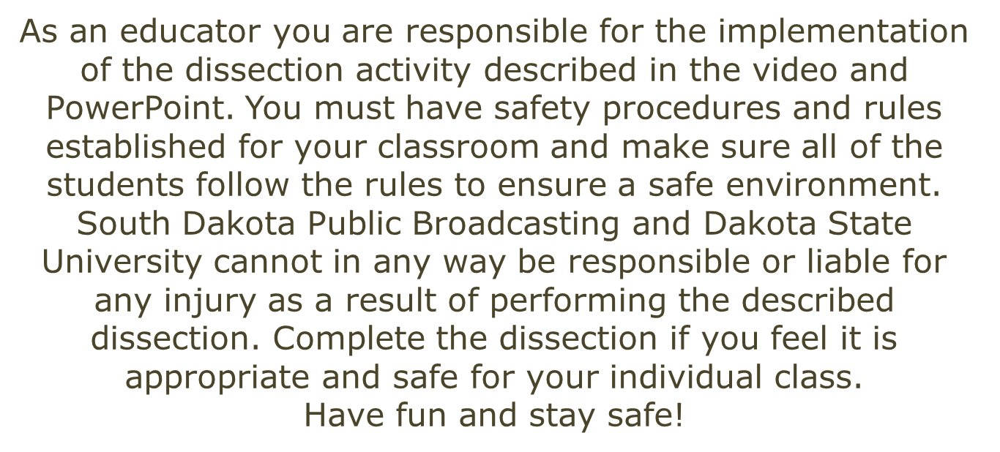 As an educator you are responsible for the implementation
of the dissection activity described in the video and
PowerPoint. You must have safety procedures and rules
established for your classroom and make sure all of the
students follow the rules to ensure a safe environment.
South Dakota Public Broadcasting and Dakota State
University cannot in any way be responsible or liable for
any injury as a result of performing the described
dissection. Complete the dissection if you feel it is
appropriate and safe for your individual class.
Have fun and stay safe!